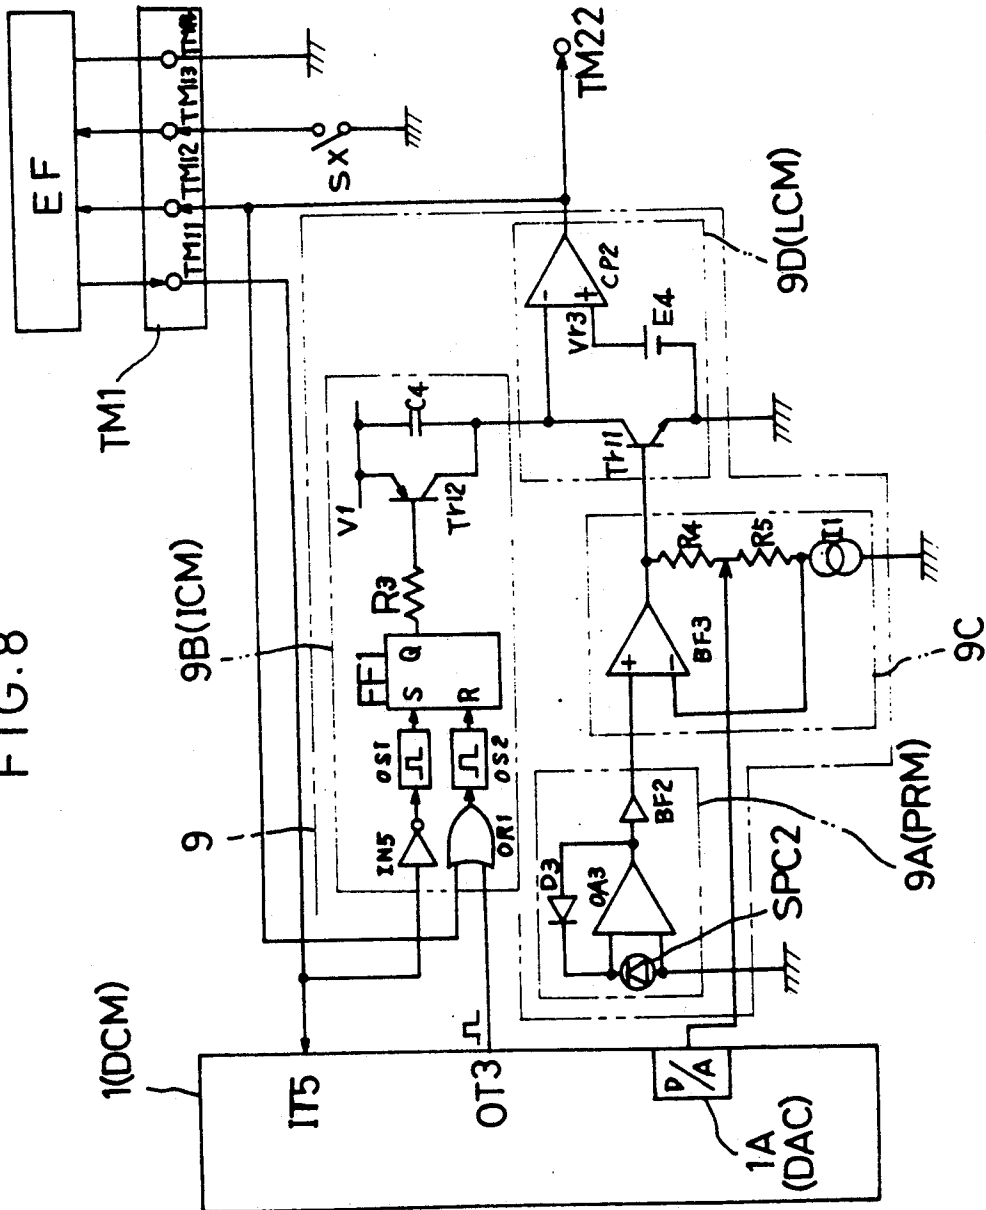 FIG. 8
EF
TM11
TM12
TM13
TM1
SX
TM22
9
9B(ICM)
V1
C4
Tr12
R3
FF1
S
Q
R
OS1
OS2
IN5
OR1
CP2
-
+
Vr3
E4
Tr11
9D(LCM)
1(DCM)
IT5
OT3
D/A
1A
(DAC)
D3
OA3
BF2
SPC2
9A(PRM)
+
-
BF3
R4
R5
I1
9C